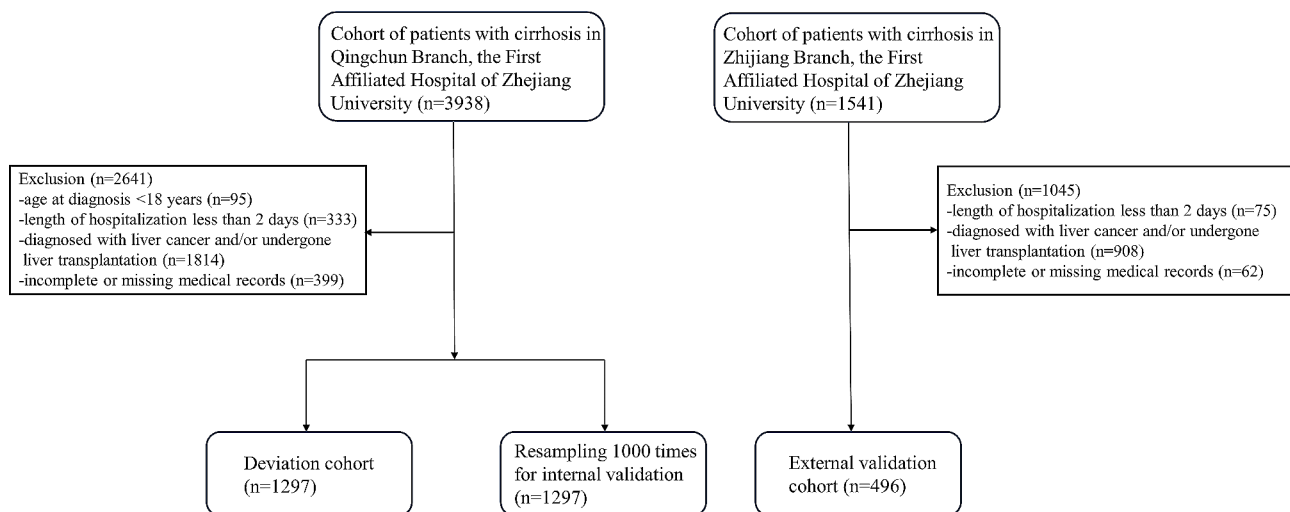 Cohort of patients with cirrhosis in
Qingchun Branch, the First
Affiliated Hospital of Zhejiang
University (n=3938)
Cohort of patients with cirrhosis in
Zhijiang Branch, the First
Affiliated Hospital of Zhejiang
University (n=1541)
Exclusion (n=2641)
-age at diagnosis <18 years (n=95)
-length of hospitalization less than 2 days (n=333)
-diagnosed with liver cancer and/or undergone
liver transplantation (n=1814)
-incomplete or missing medical records (n=399)
Exclusion (n=1045)
-length of hospitalization less than 2 days (n=75)
-diagnosed with liver cancer and/or undergone
liver transplantation (n=908)
-incomplete or missing medical records (n=62)
Deviation cohort
(n=1297)
Resampling 1000 times
for internal validation
(n=1297)
External validation
cohort (n=496)